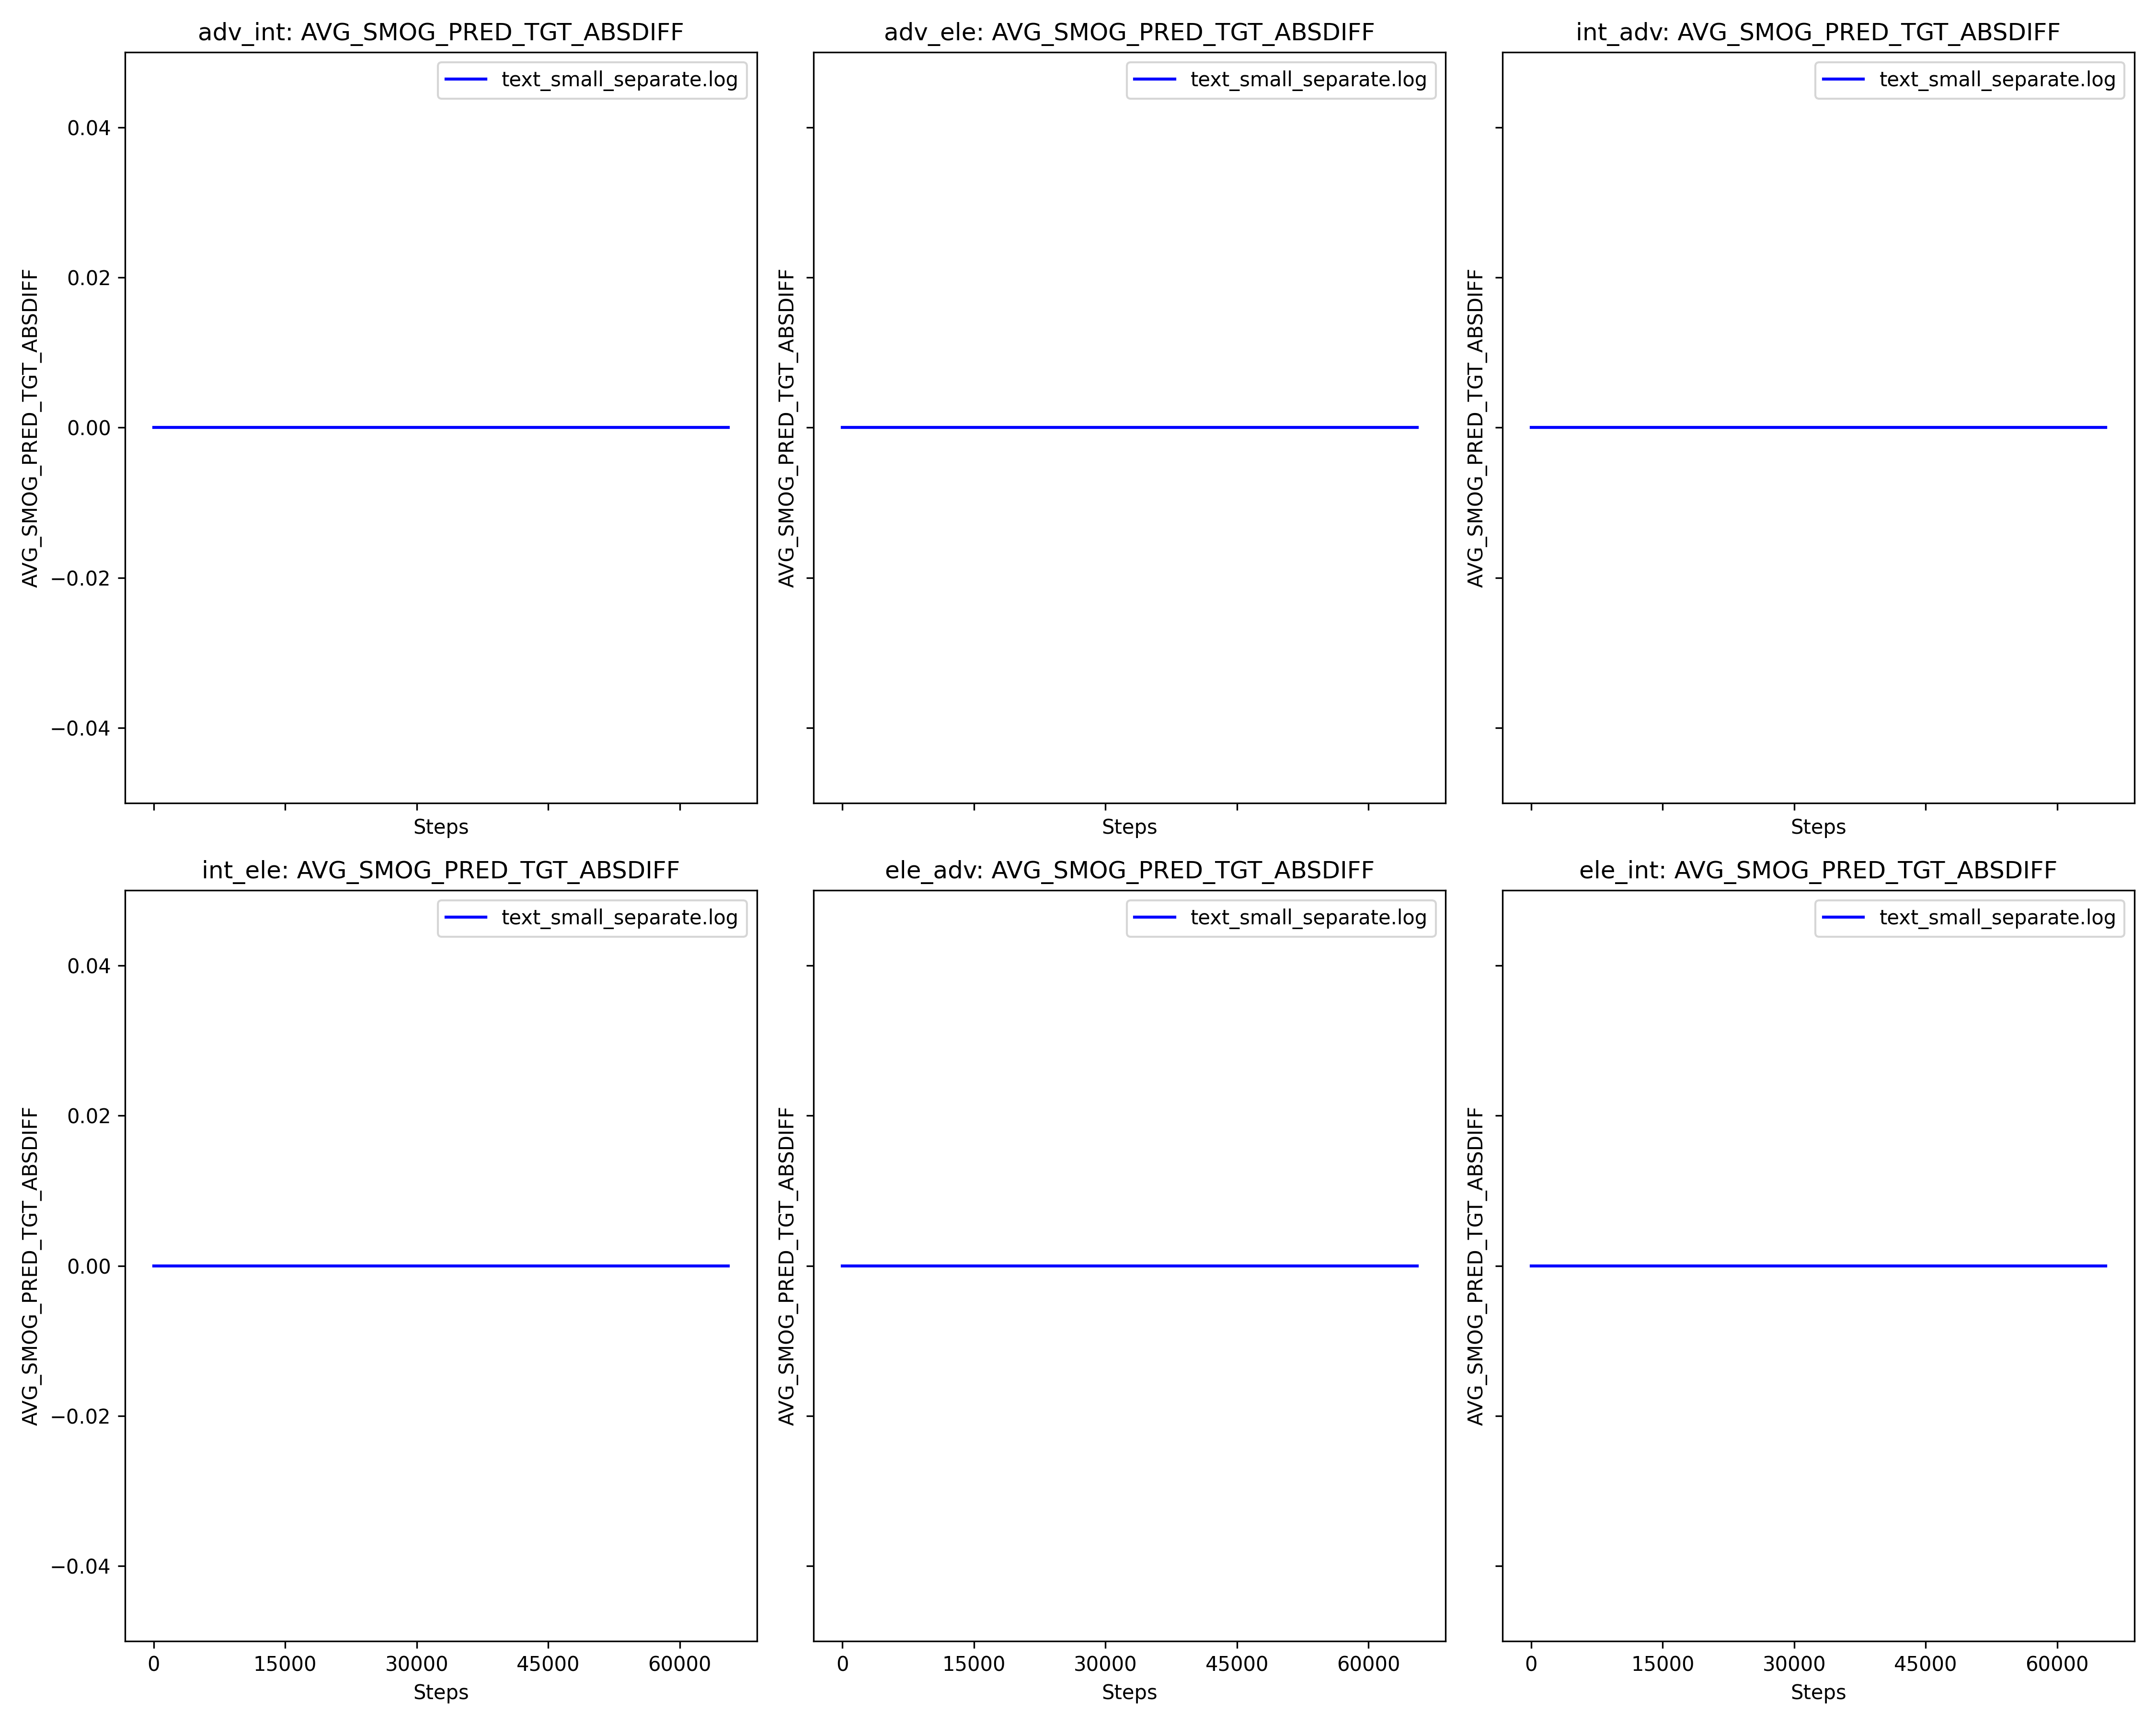 adv_int: AVG_SMOG_PRED_TGT_ABSDIFF
text_small_separate.log
AVG_SMOG_PRED_TGT_ABSDIFF
0.04
0.02
0.00
−0.02
−0.04
Steps
adv_ele: AVG_SMOG_PRED_TGT_ABSDIFF
text_small_separate.log
AVG_SMOG_PRED_TGT_ABSDIFF
Steps
int_adv: AVG_SMOG_PRED_TGT_ABSDIFF
text_small_separate.log
AVG_SMOG_PRED_TGT_ABSDIFF
Steps
int_ele: AVG_SMOG_PRED_TGT_ABSDIFF
text_small_separate.log
AVG_SMOG_PRED_TGT_ABSDIFF
0.04
0.02
0.00
−0.02
−0.04
0 15000 30000 45000 60000
Steps
ele_adv: AVG_SMOG_PRED_TGT_ABSDIFF
text_small_separate.log
AVG_SMOG_PRED_TGT_ABSDIFF
0 15000 30000 45000 60000
Steps
ele_int: AVG_SMOG_PRED_TGT_ABSDIFF
text_small_separate.log
AVG_SMOG_PRED_TGT_ABSDIFF
0 15000 30000 45000 60000
Steps